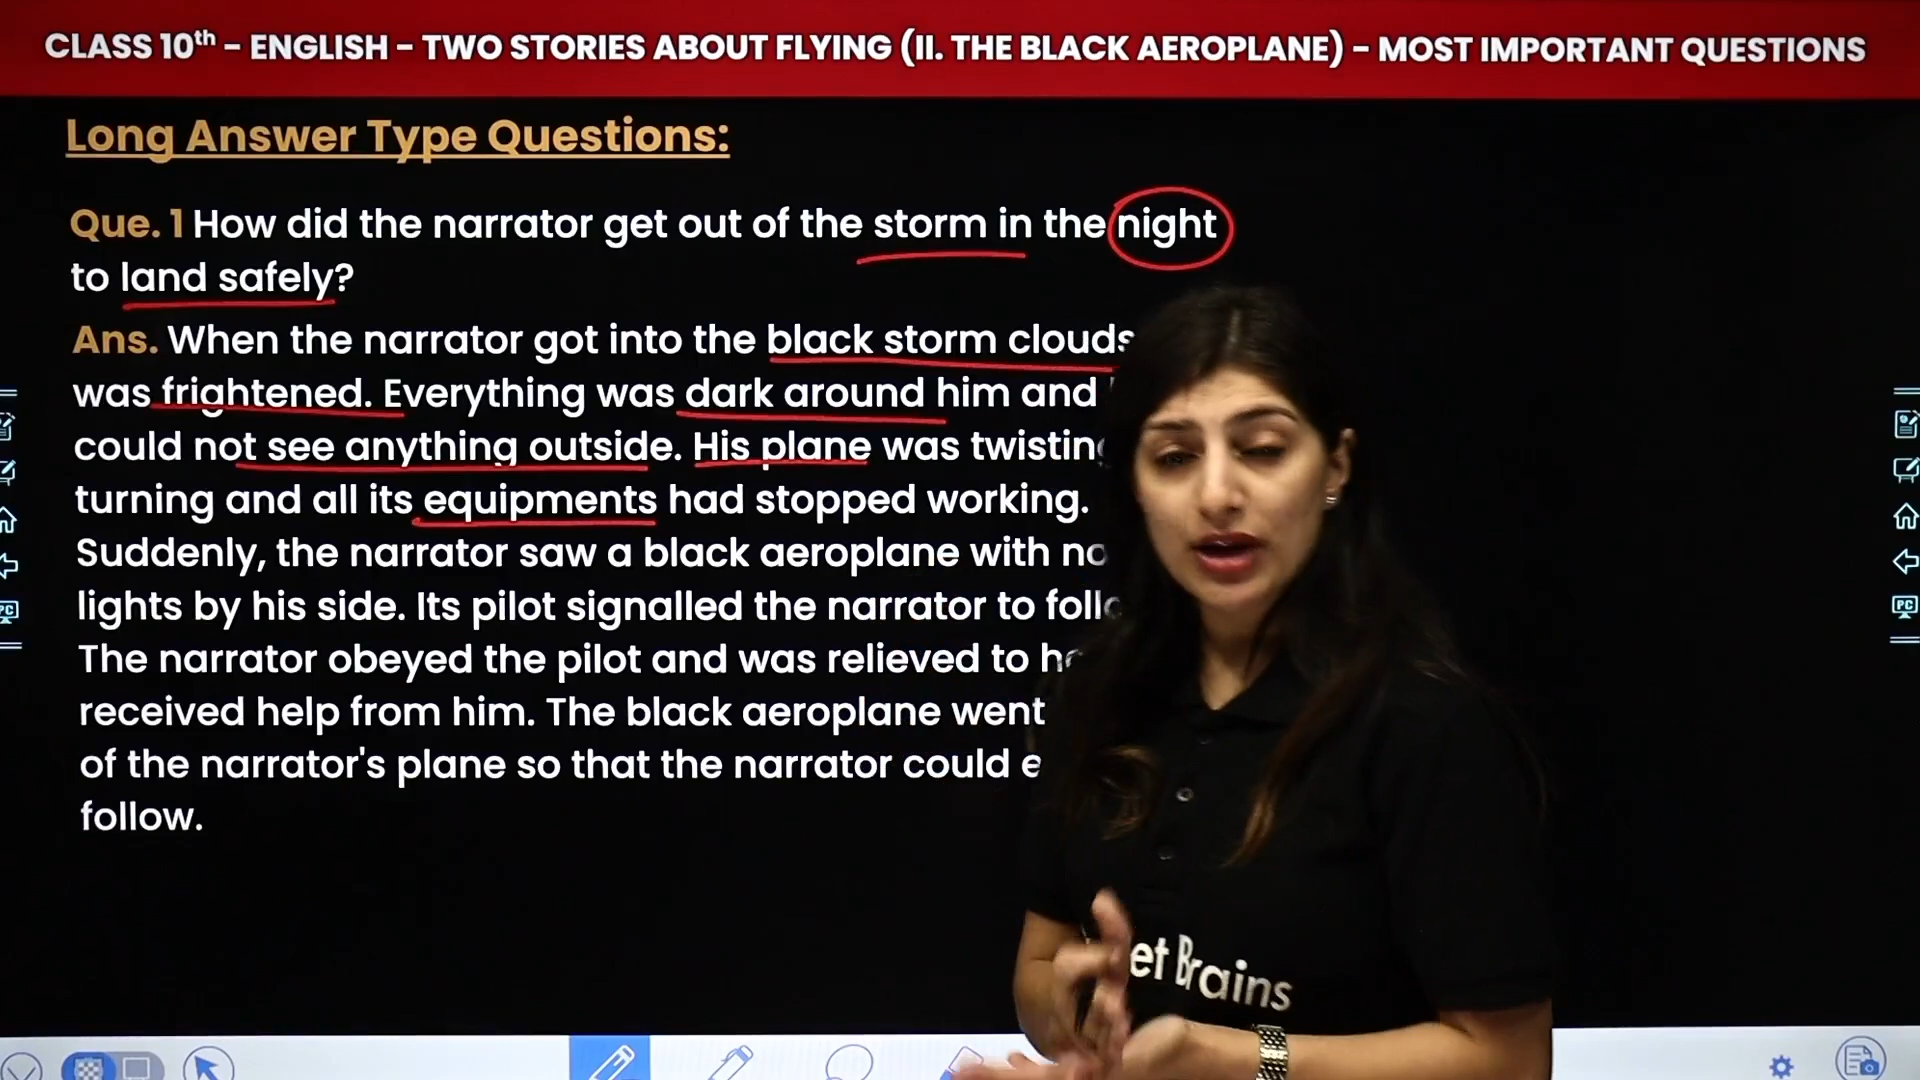 CLASS 10th – ENGLISH – TWO STORIES ABOUT FLYING (II. THE BLACK AEROPLANE) – MOST IMPORTANT QUESTIONS
Long Answer Type Questions:
Que. 1 How did the narrator get out of the storm in the night
to land safely?
Ans. When the narrator got into the black storm clouds
was frightened. Everything was dark around him and
could not see anything outside. His plane was twisting
turning and all its equipments had stopped working.
Suddenly, the narrator saw a black aeroplane with no
lights by his side. Its pilot signalled the narrator to
The narrator obeyed the pilot and was relieved to
received help from him. The black aeroplane went
of the narrator's plane so that the narrator could
follow.
et Brains
PC
PC